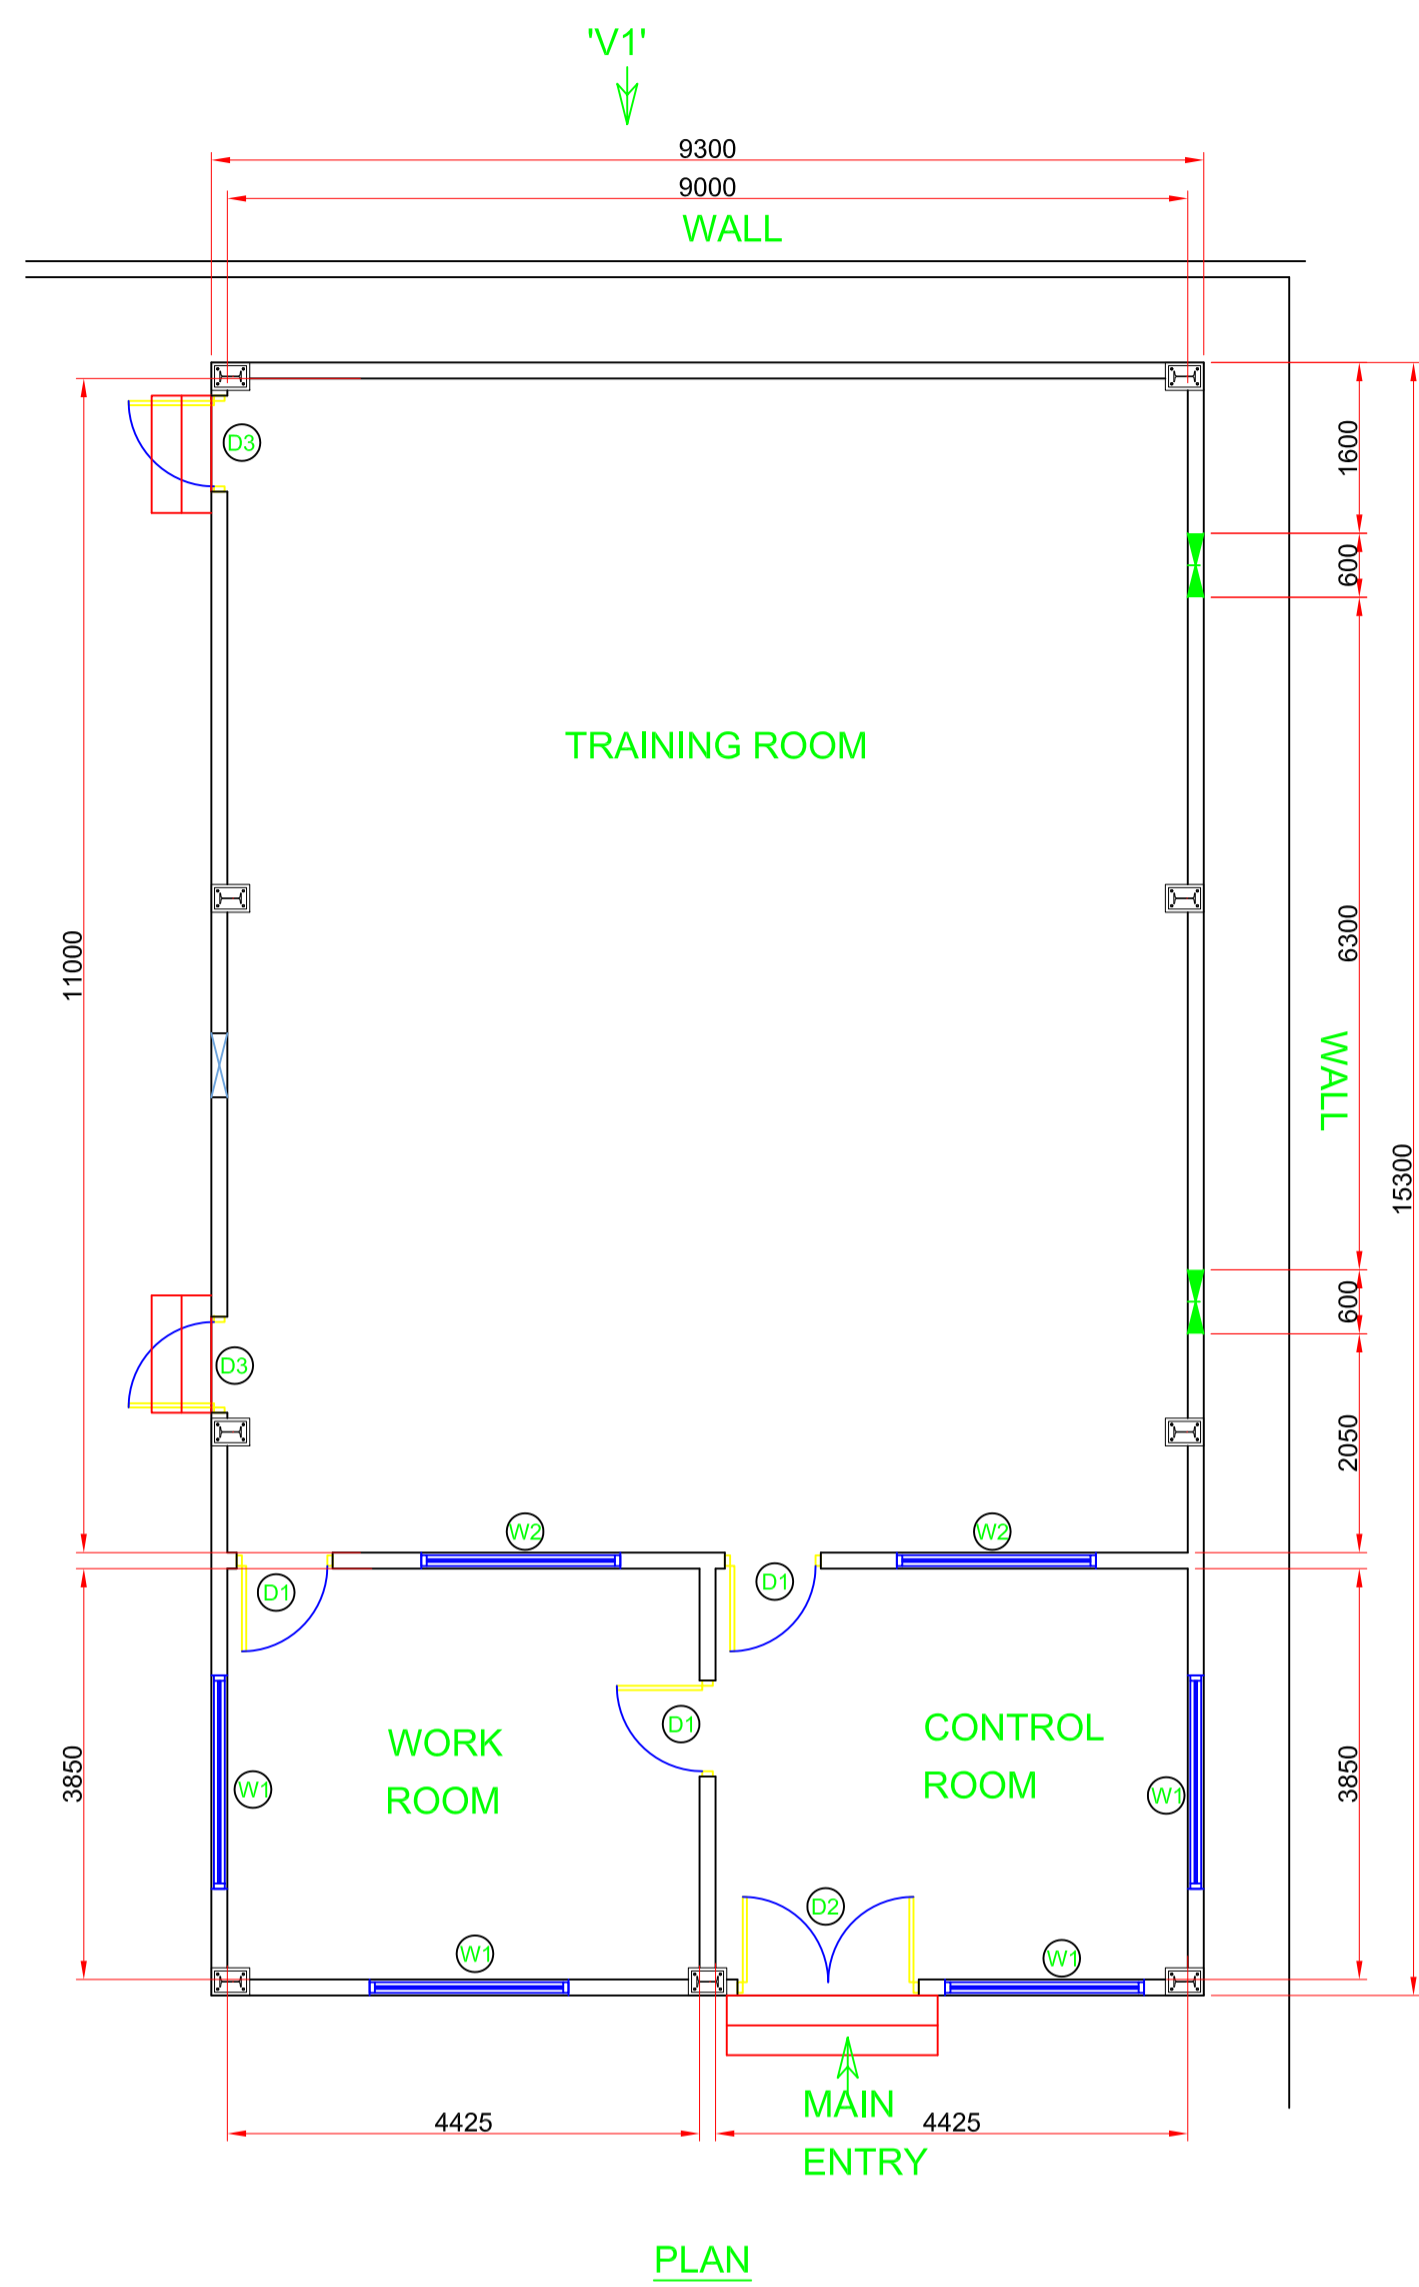 'V1'
9300
9000
WALL
D3
1600
600
TRAINING ROOM
11000
6300
WALL
15300
600
D3
2050
W2
W2
D1
D1
D1
WORK
ROOM
CONTROL
ROOM
3850
W1
W1
3850
D2
W1
W1
MAIN
ENTRY
4425
4425
PLAN